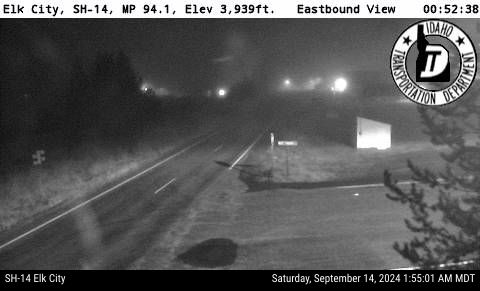 Elk City, SH-14, MP 94.1, Elev 3,939ft. Eastbound View 00:52:38
IDAHO
TRANSPORTATION DEPARTMENT
SH-14 Elk City Saturday, September 14, 2024 1:55:01 AM MDT